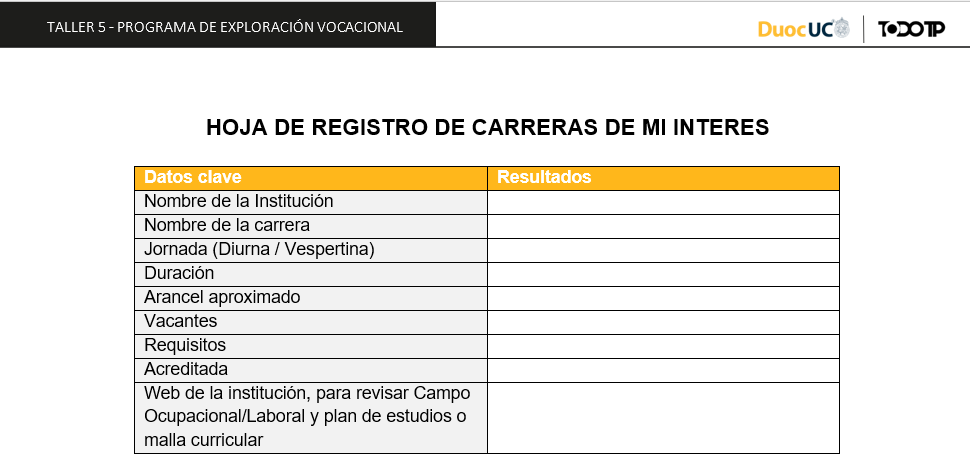 TALLER 5 - PROGRAMA DE EXPLORACIÓN VOCACIONAL
DuocUC
TODOTP
HOJA DE REGISTRO DE CARRERAS DE MI INTERES
Datos clave Resultados
Nombre de la Institución
Nombre de la carrera
Jornada (Diurna / Vespertina)
Duración
Arancel aproximado
Vacantes
Requisitos
Acreditada
Web de la institución, para revisar Campo
Ocupacional/Laboral y plan de estudios o
malla curricular